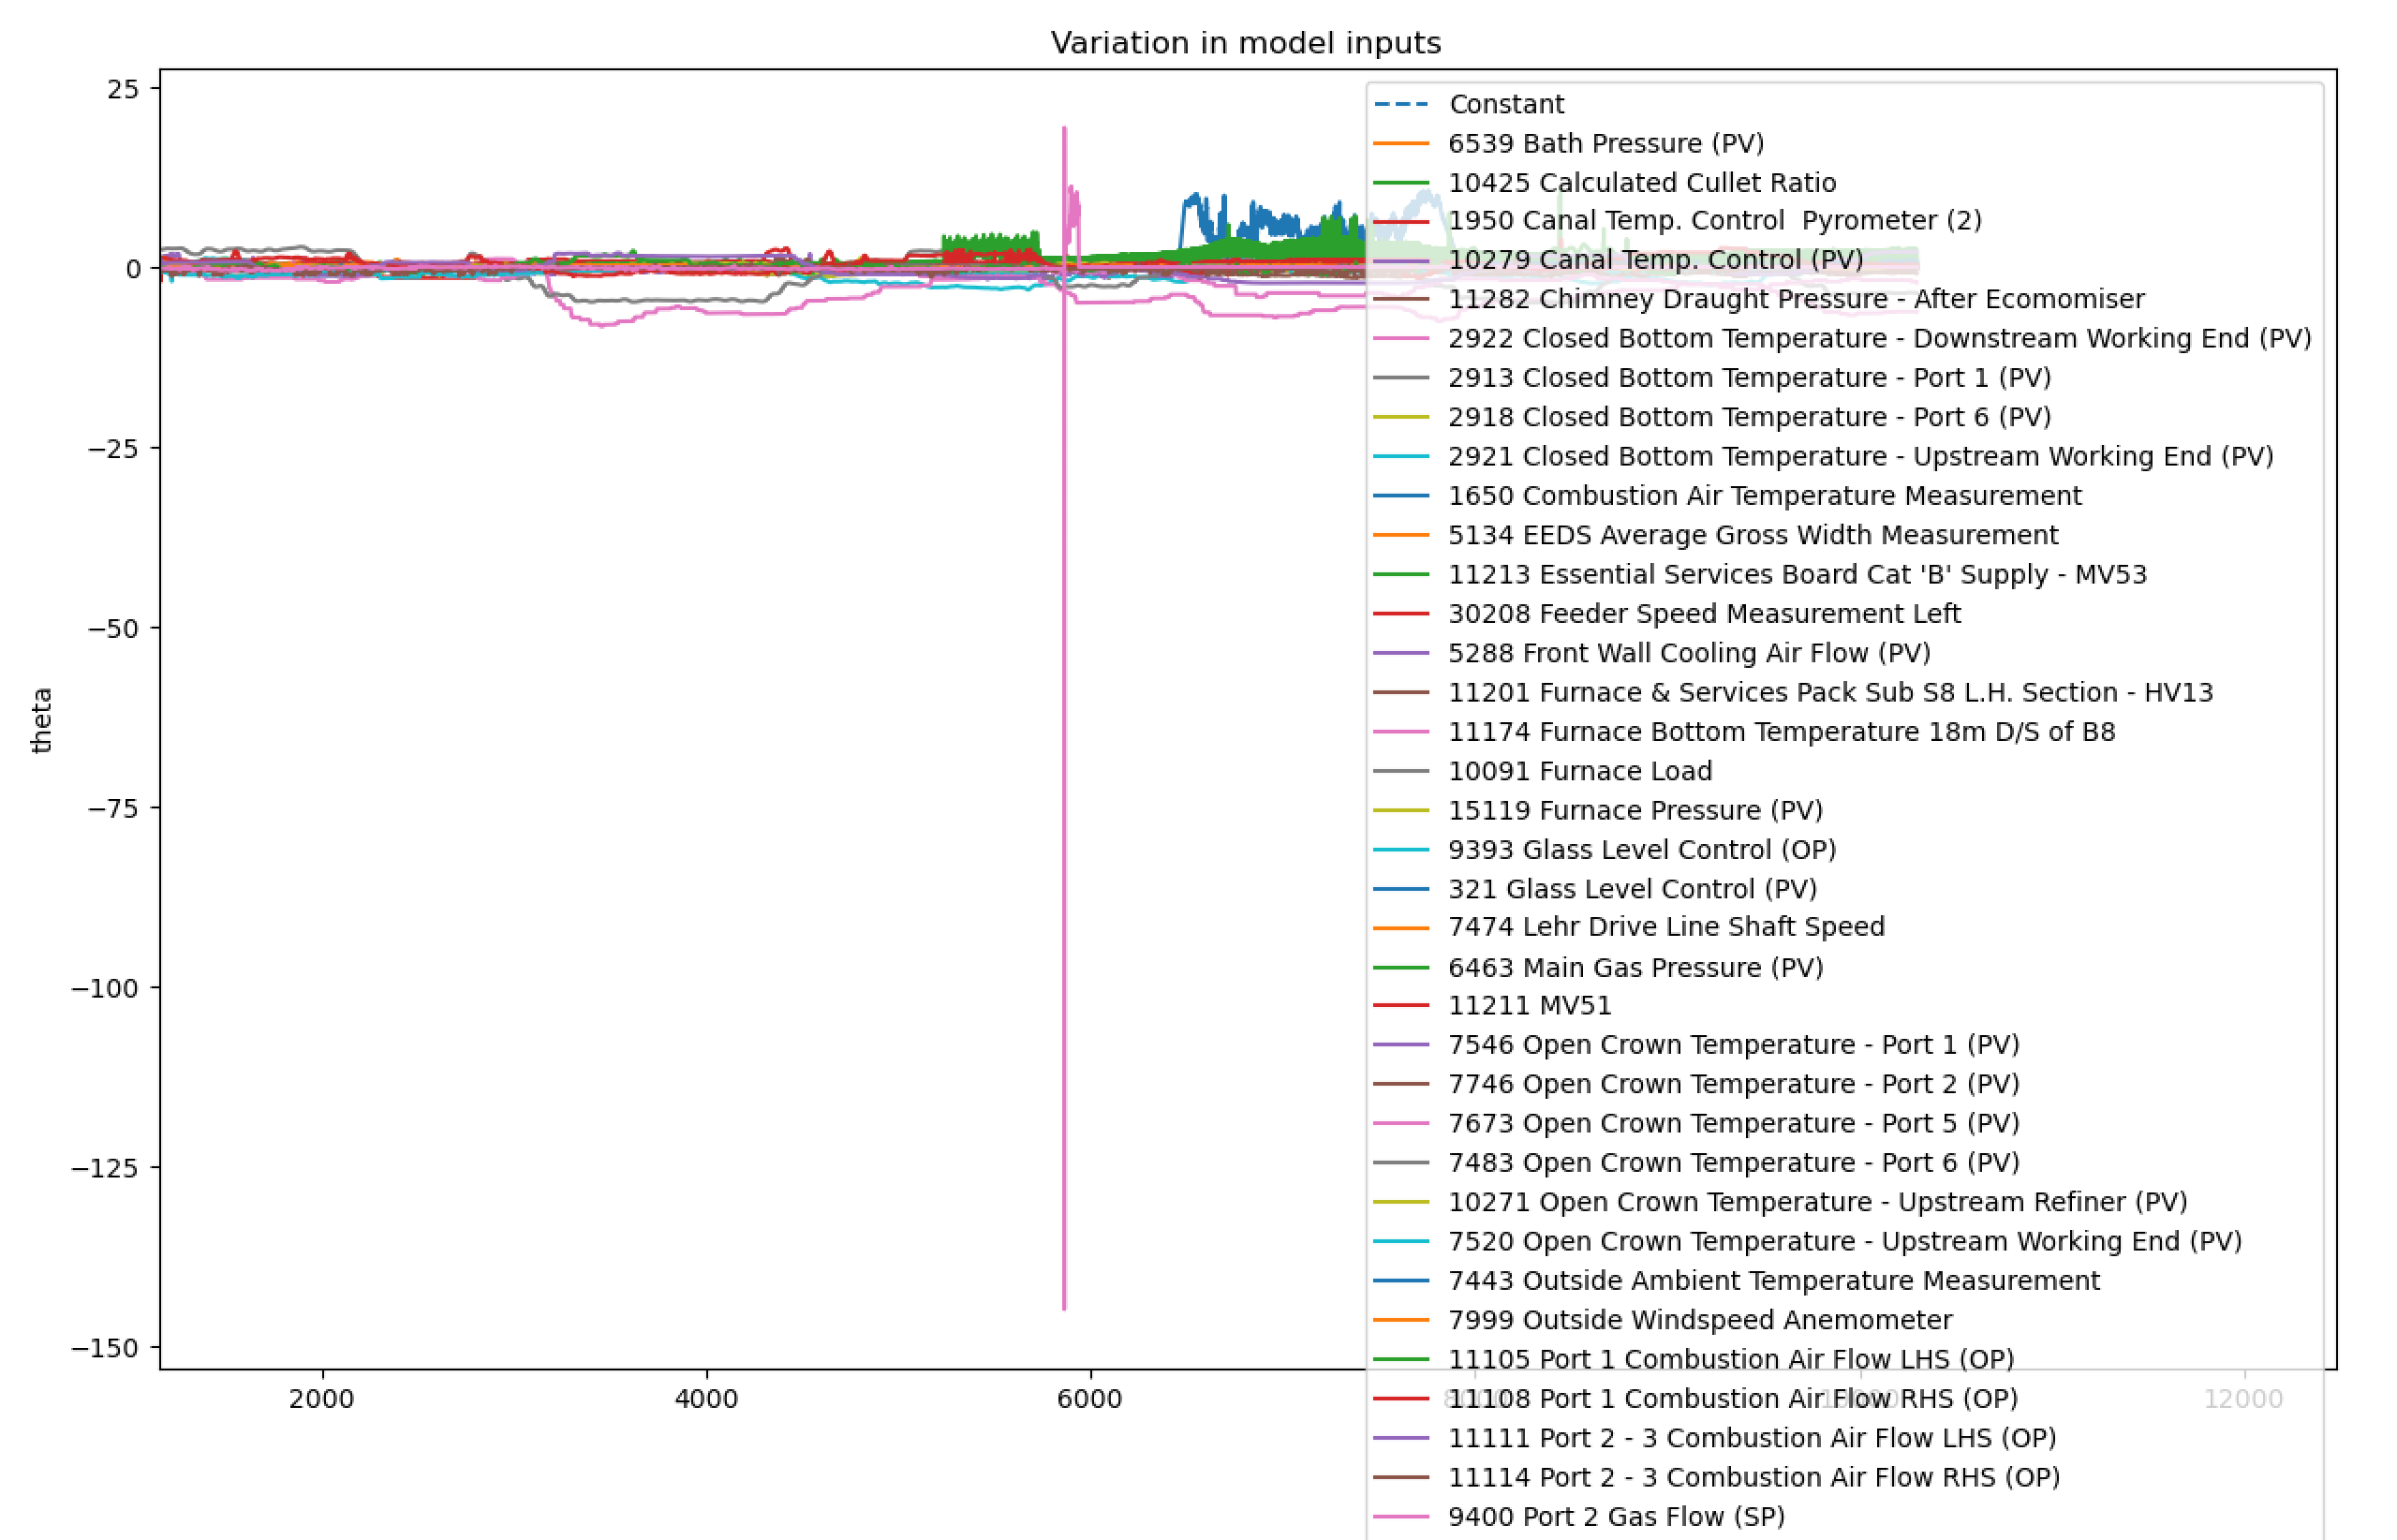 Variation in model inputs
25
0
−25
−50
−75
−100
−125
−150
theta
2000
4000
6000
8000
10000
12000
Constant
6539 Bath Pressure (PV)
10425 Calculated Cullet Ratio
1950 Canal Temp. Control  Pyrometer (2)
10279 Canal Temp. Control (PV)
11282 Chimney Draught Pressure - After Ecomomiser
2922 Closed Bottom Temperature - Downstream Working End (PV)
2913 Closed Bottom Temperature - Port 1 (PV)
2918 Closed Bottom Temperature - Port 6 (PV)
2921 Closed Bottom Temperature - Upstream Working End (PV)
1650 Combustion Air Temperature Measurement
5134 EEDS Average Gross Width Measurement
11213 Essential Services Board Cat 'B' Supply - MV53
30208 Feeder Speed Measurement Left
5288 Front Wall Cooling Air Flow (PV)
11201 Furnace & Services Pack Sub S8 L.H. Section - HV13
11174 Furnace Bottom Temperature 18m D/S of B8
10091 Furnace Load
15119 Furnace Pressure (PV)
9393 Glass Level Control (OP)
321 Glass Level Control (PV)
7474 Lehr Drive Line Shaft Speed
6463 Main Gas Pressure (PV)
11211 MV51
7546 Open Crown Temperature - Port 1 (PV)
7746 Open Crown Temperature - Port 2 (PV)
7673 Open Crown Temperature - Port 5 (PV)
7483 Open Crown Temperature - Port 6 (PV)
10271 Open Crown Temperature - Upstream Refiner (PV)
7520 Open Crown Temperature - Upstream Working End (PV)
7443 Outside Ambient Temperature Measurement
7999 Outside Windspeed Anemometer
11105 Port 1 Combustion Air Flow LHS (OP)
11108 Port 1 Combustion Air Flow RHS (OP)
11111 Port 2 - 3 Combustion Air Flow LHS (OP)
11114 Port 2 - 3 Combustion Air Flow RHS (OP)
9400 Port 2 Gas Flow (SP)